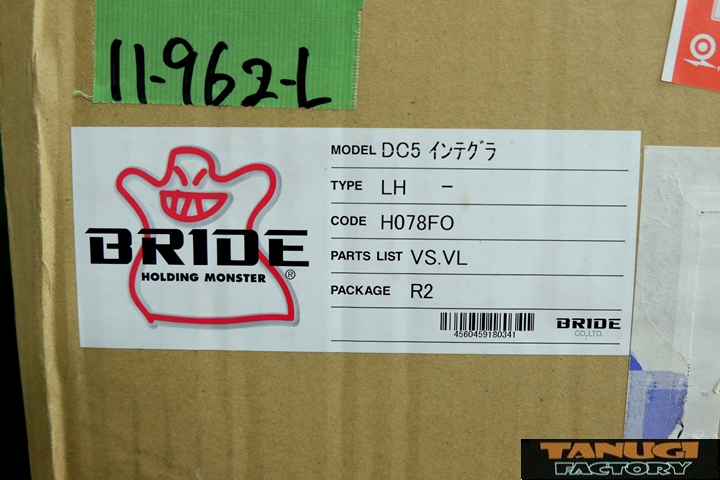 11-962-L
BRIDE
HOLDING MONSTER
®
MODEL DC5 インテグラ
TYPE LH -
CODE H078FO
PARTS LIST VS.VL
PACKAGE R2
4560459180341
BRIDE
CO.,LTD.
TANUGI
FACTORY